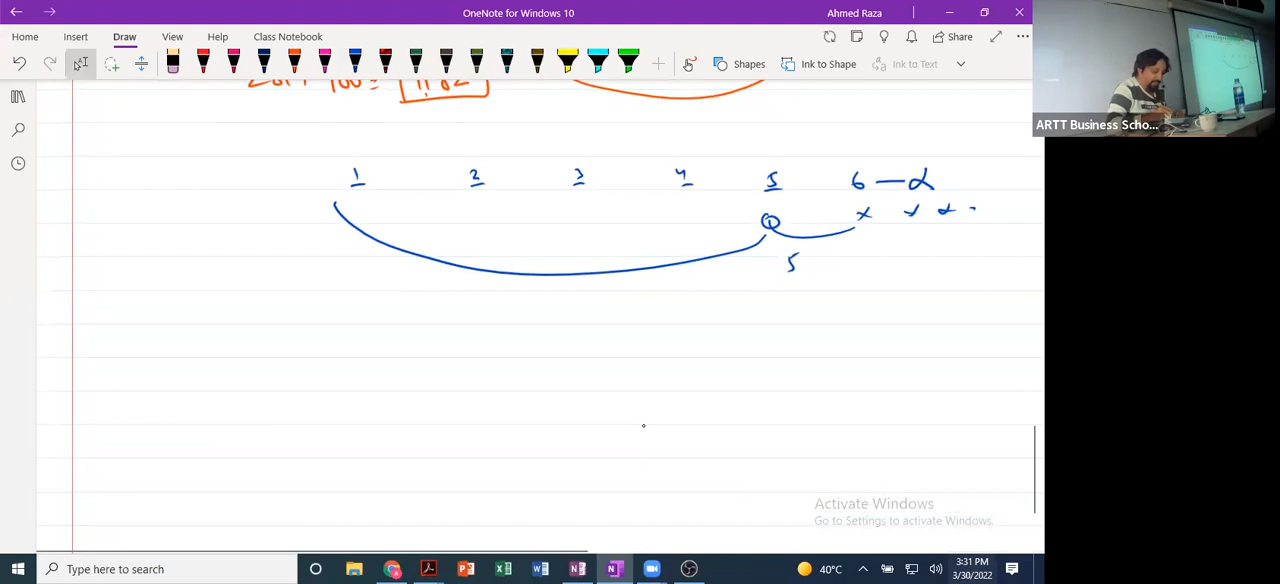 OneNote for Windows 10
Ahmed Raza
Home Insert Draw View Help Class Notebook
Share
Shapes Ink to Shape Ink to Text
ARTT Business Scho...
1 2 3 4 5 6 — α
x x α -
5
Activate Windows
Go to Settings to activate Windows.
Type here to search
40°C
3:31 PM
3/30/2022